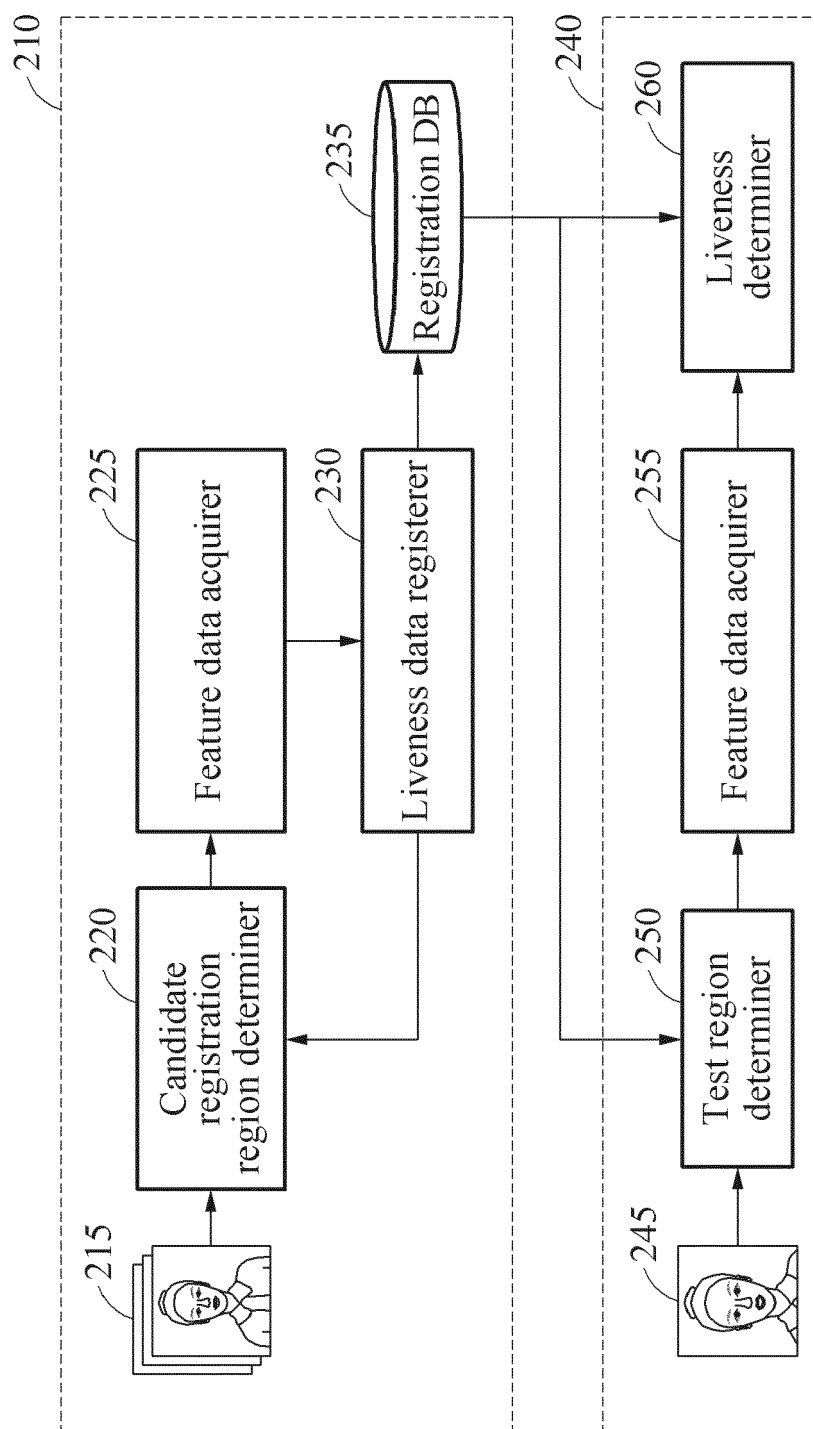 210
215
220
Candidate
registration
region determiner
225
Feature data acquirer
230
Liveness data registerer
235
Registration DB
240
245
250
Test region
determiner
255
Feature data acquirer
260
Liveness
determiner